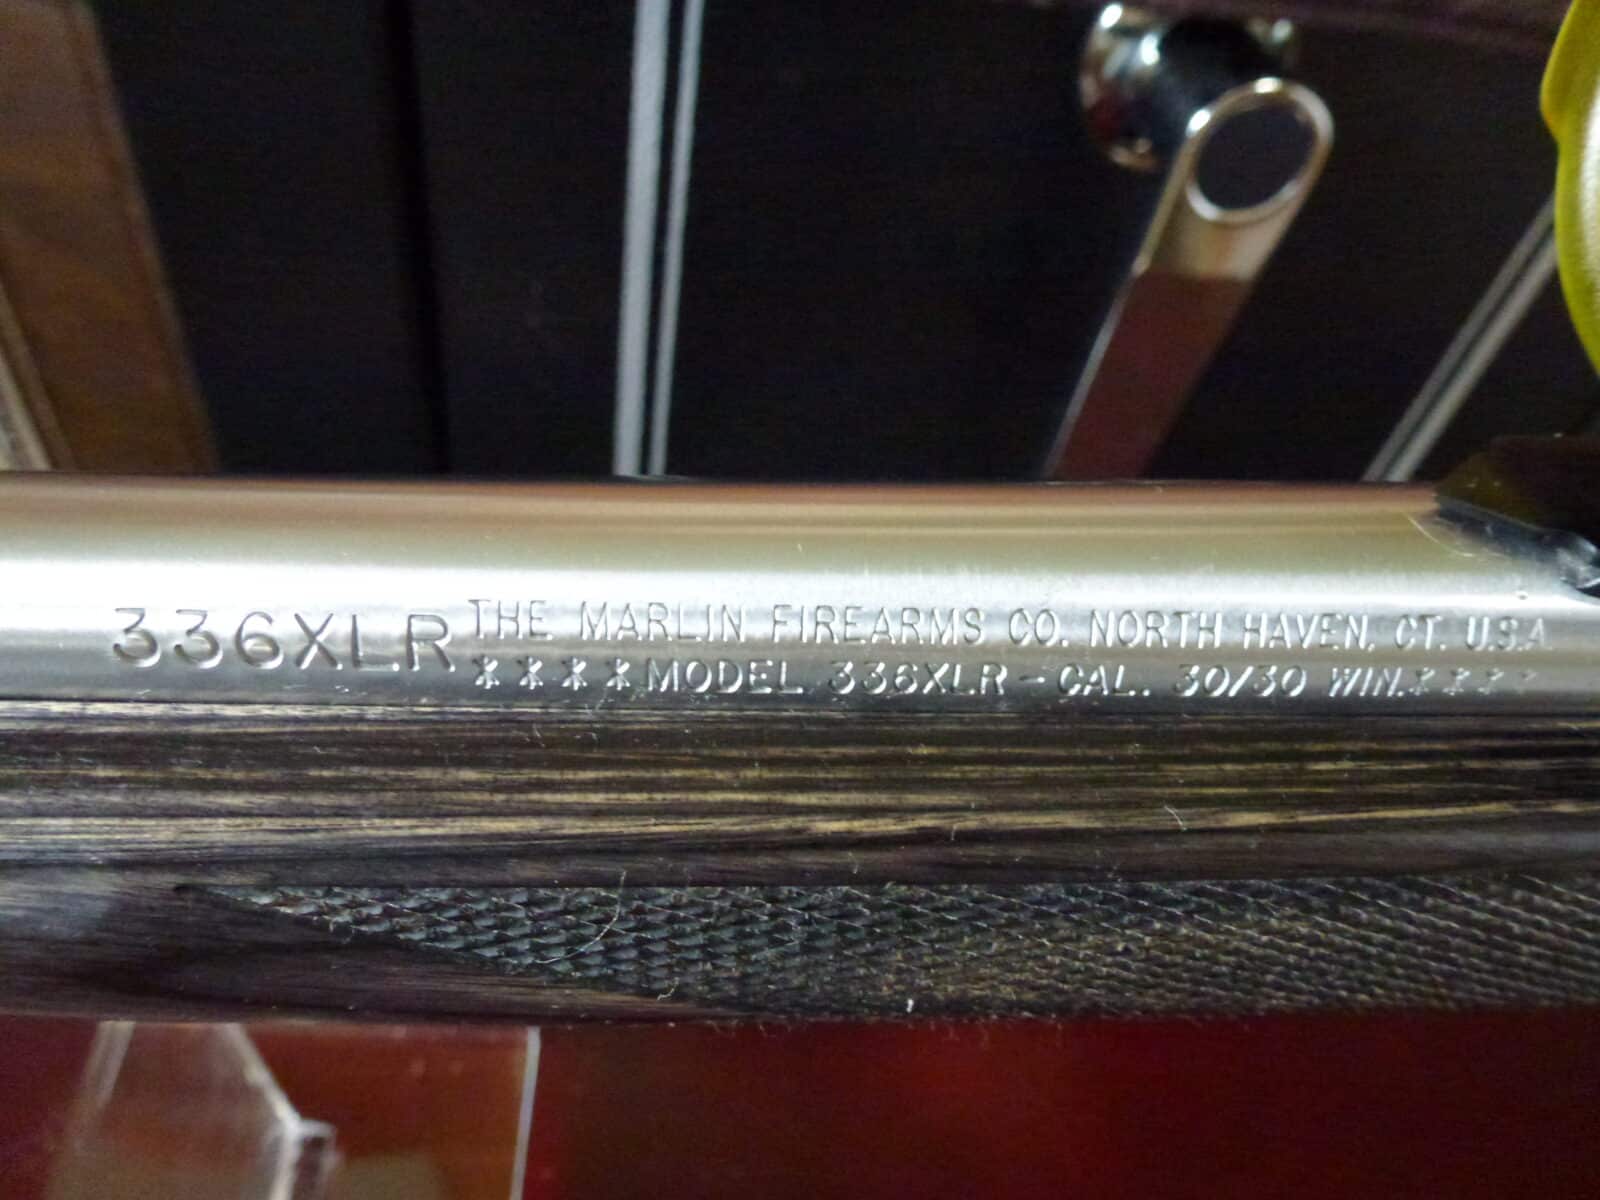 336XLR
THE MARLIN FIREARMS CO. NORTH HAVEN, CT. U.S.A.
****MODEL 336XLR - CAL. 30/30 WIN.****